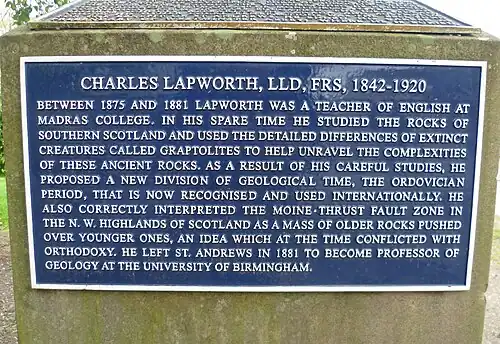 CHARLES LAPWORTH, LLD, FRS, 1842-1920
BETWEEN 1875 AND 1881 LAPWORTH WAS A TEACHER OF ENGLISH AT
MADRAS COLLEGE. IN HIS SPARE TIME HE STUDIED THE ROCKS OF
SOUTHERN SCOTLAND AND USED THE DETAILED DIFFERENCES OF EXTINCT
CREATURES CALLED GRAPTOLITES TO HELP UNRAVEL THE COMPLEXITIES
OF THESE ANCIENT ROCKS. AS A RESULT OF HIS CAREFUL STUDIES, HE
PROPOSED A NEW DIVISION OF GEOLOGICAL TIME, THE ORDOVICIAN
PERIOD, THAT IS NOW RECOGNISED AND USED INTERNATIONALLY. HE
ALSO CORRECTLY INTERPRETED THE MOINE-THRUST FAULT ZONE IN
THE N. W. HIGHLANDS OF SCOTLAND AS A MASS OF OLDER ROCKS PUSHED
OVER YOUNGER ONES, AN IDEA WHICH AT THE TIME CONFLICTED WITH
ORTHODOXY. HE LEFT ST. ANDREWS IN 1881 TO BECOME PROFESSOR OF
GEOLOGY AT THE UNIVERSITY OF BIRMINGHAM.